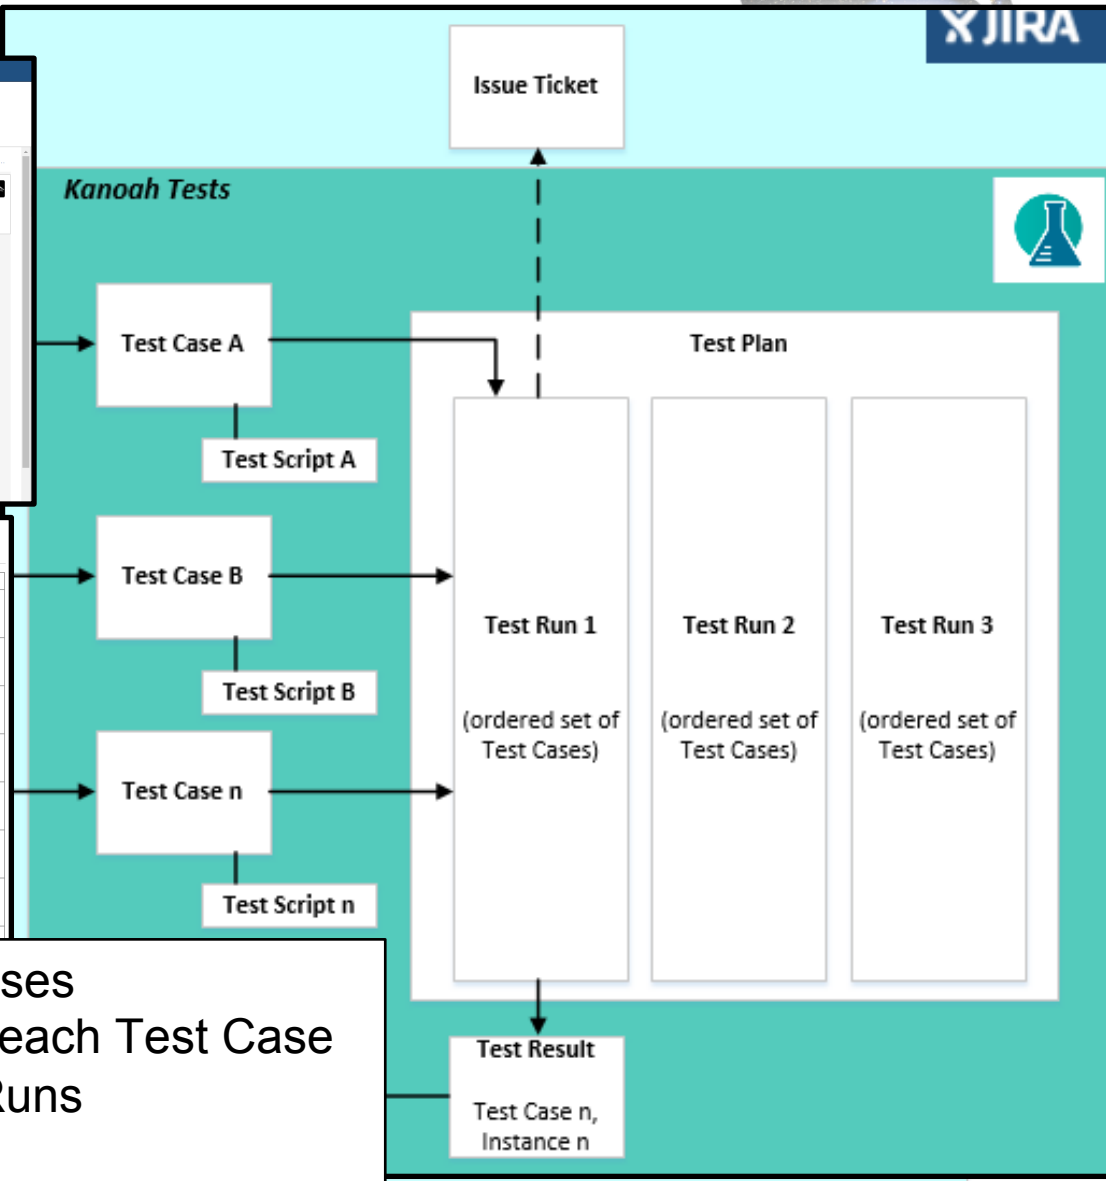 JIRA
Issue Ticket
Kanoah Tests
Test Case A
Test Plan
Test Script A
Test Case B
Test Script B
Test Run 1
(ordered set of
Test Cases)
Test Run 2
(ordered set of
Test Cases)
Test Run 3
(ordered set of
Test Cases)
Test Case n
Test Script n
ses
each Test Case
Runs
Test Result
Test Case n,
Instance n